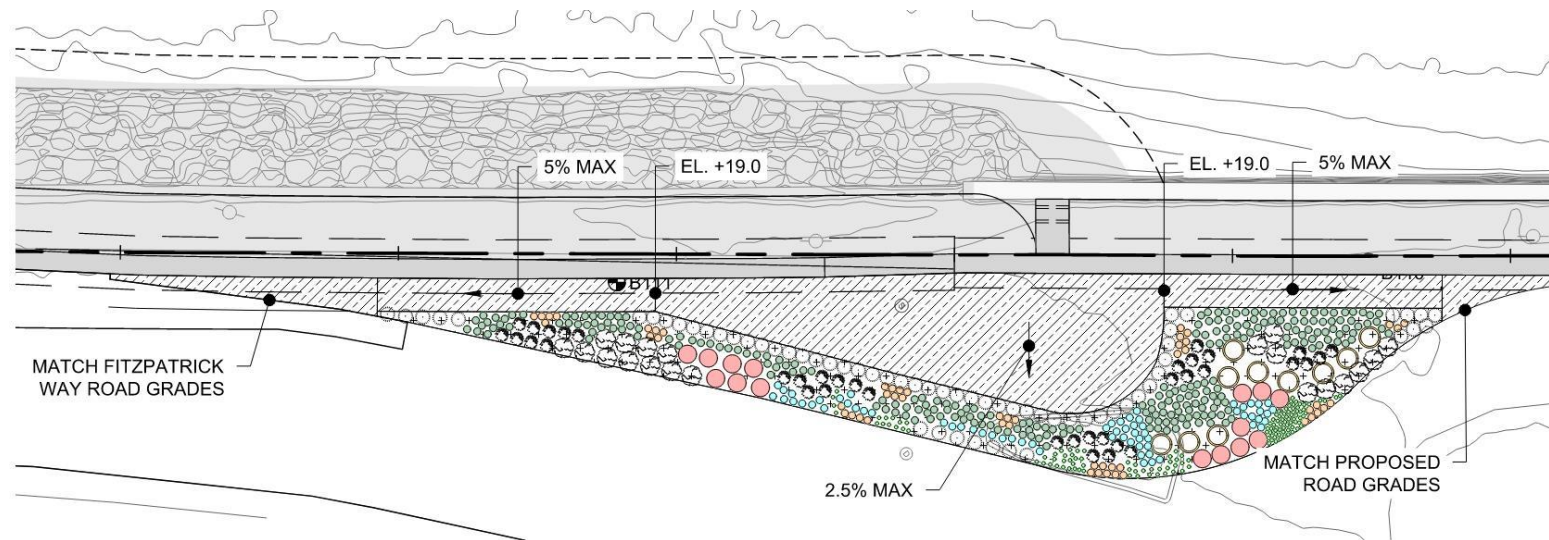 5% MAX
EL. +19.0
EL. +19.0
5% MAX
MATCH FITZPATRICK
WAY ROAD GRADES
2.5% MAX
MATCH PROPOSED
ROAD GRADES